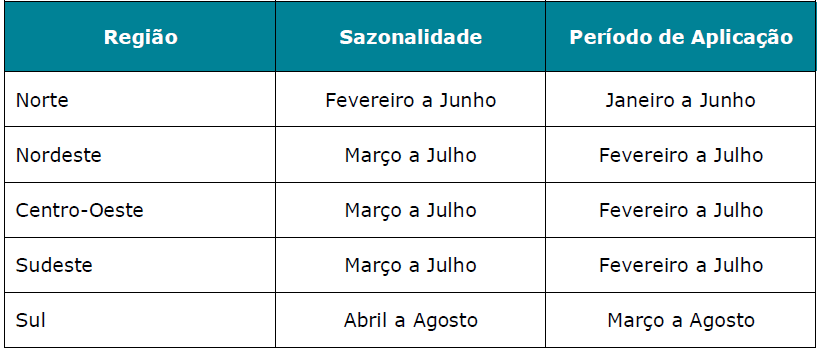 Região Sazonalidade Período de Aplicação
Norte Fevereiro a Junho Janeiro a Junho
Nordeste Março a Julho Fevereiro a Julho
Centro-Oeste Março a Julho Fevereiro a Julho
Sudeste Março a Julho Fevereiro a Julho
Sul Abril a Agosto Março a Agosto